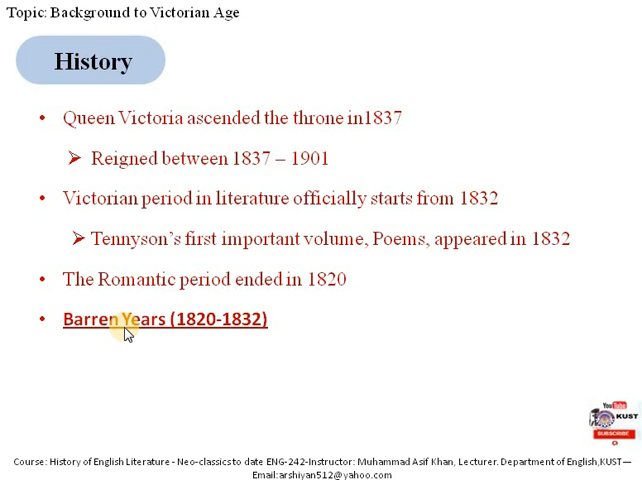 Topic: Background to Victorian Age
History
• Queen Victoria ascended the throne in1837
➢ Reigned between 1837 – 1901
• Victorian period in literature officially starts from 1832
➢ Tennyson’s first important volume, Poems, appeared in 1832
• The Romantic period ended in 1820
• Barren Years (1820-1832)
YouTube
KUST
SUBSCRIBE
Course: History of English Literature - Neo-classics to date ENG-242-Instructor: Muhammad Asif Khan, Lecturer. Department of English,KUST—
Email:arshiyan512@yahoo.com